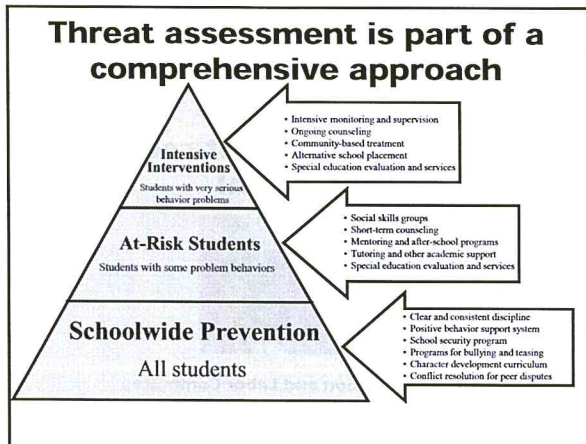 Threat assessment is part of a
comprehensive approach
Intensive
Interventions
Students with very serious
behavior problems
• Intensive monitoring and supervision
• Ongoing counseling
• Community-based treatment
• Alternative school placement
• Special education evaluation and services
At-Risk Students
Students with some problem behaviors
• Social skills groups
• Short-term counseling
• Mentoring and after-school programs
• Tutoring and other academic support
• Special education evaluation and services
Schoolwide Prevention
All students
• Clear and consistent discipline
• Positive behavior support system
• School security program
• Programs for bullying and teasing
• Character development curriculum
• Conflict resolution for peer disputes